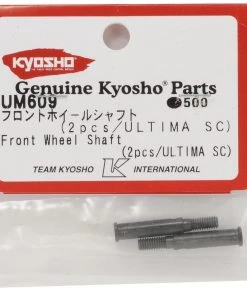 KYOSHO
Genuine Kyosho Parts
UM609
500
フロントホイールシャフト
(2pcs/ULTIMA SC)
Front Wheel Shaft
(2pcs/ULTIMA SC)
TEAM KYOSHO K INTERNATIONAL